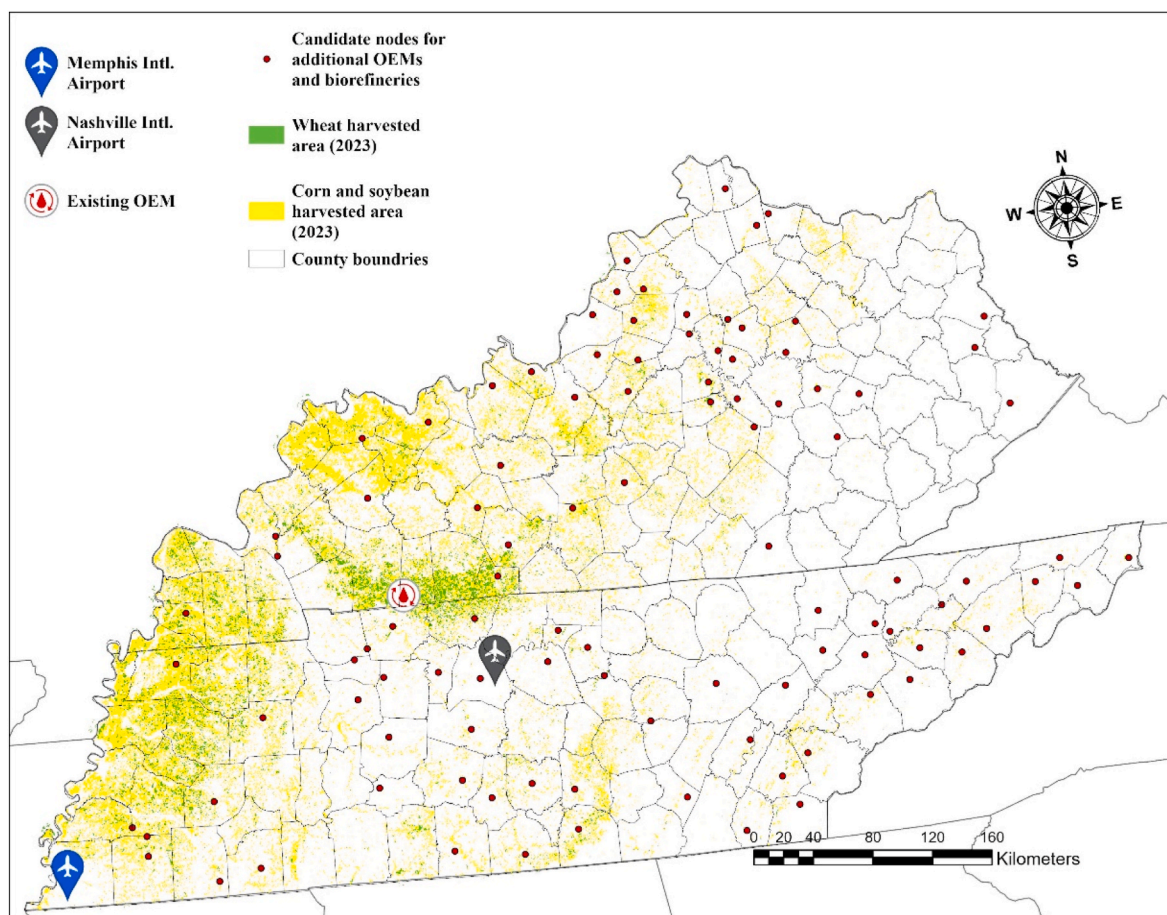 Memphis Intl.
Airport
Nashville Intl.
Airport
Existing OEM
Candidate nodes for
additional OEMs
and biorefineries
Wheat harvested
area (2023)
Corn and soybean
harvested area
(2023)
County boundries
N
W
E
S
0 20 40 80 120 160
Kilometers